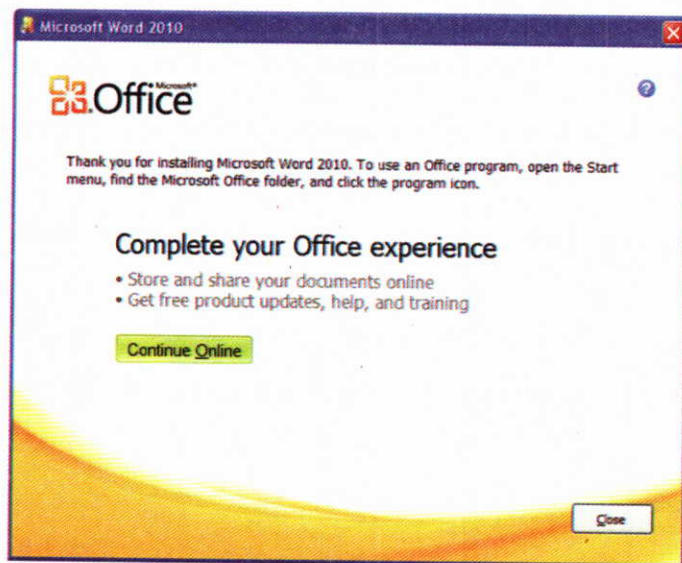 Microsoft Word 2010
Microsoft®
Office
Thank you for installing Microsoft Word 2010. To use an Office program, open the Start
menu, find the Microsoft Office folder, and click the program icon.
Complete your Office experience
• Store and share your documents online
• Get free product updates, help, and training
Continue Online
Close